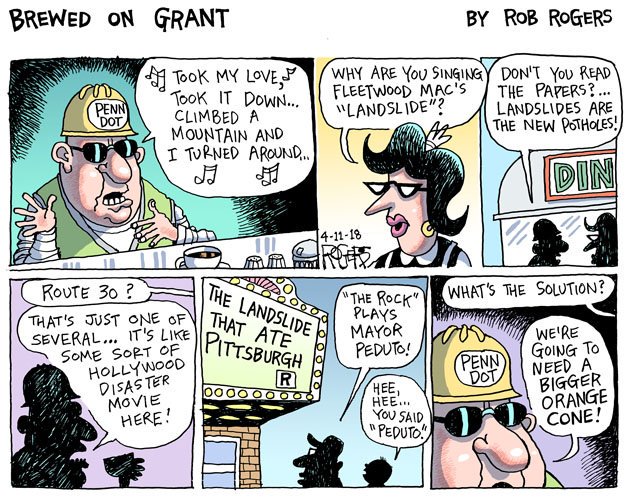 BREWED ON GRANT
BY ROB ROGERS
PENN
DOT
TOOK MY LOVE,
TOOK IT DOWN...
CLIMBED A
MOUNTAIN AND
I TURNED AROUND...
WHY ARE YOU SINGING
FLEETWOOD MAC'S
"LANDSLIDE"?
4-11-18
ROGERS
DON'T YOU READ
THE PAPERS?...
LANDSLIDES ARE
THE NEW POTHOLES!
DIN
ROUTE 30?
THAT'S JUST ONE OF
SEVERAL... IT'S LIKE
SOME SORT OF
HOLLYWOOD
DISASTER
MOVIE
HERE!
THE LANDSLIDE
THAT ATE
PITTSBURGH
R
"THE ROCK"
PLAYS
MAYOR
PEDUTO!
HEE,
HEE...
YOU SAID
"PEDUTO."
WHAT'S THE SOLUTION?
PENN
DOT
WE'RE
GOING TO
NEED A
BIGGER
ORANGE
CONE!